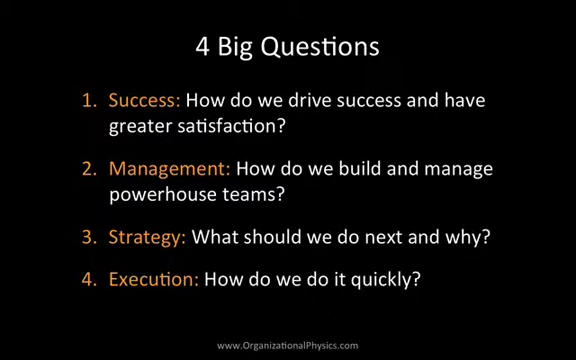 4 Big Questions
1. Success: How do we drive success and have
greater satisfaction?
2. Management: How do we build and manage
powerhouse teams?
3. Strategy: What should we do next and why?
4. Execution: How do we do it quickly?
www.OrganizationalPhysics.com